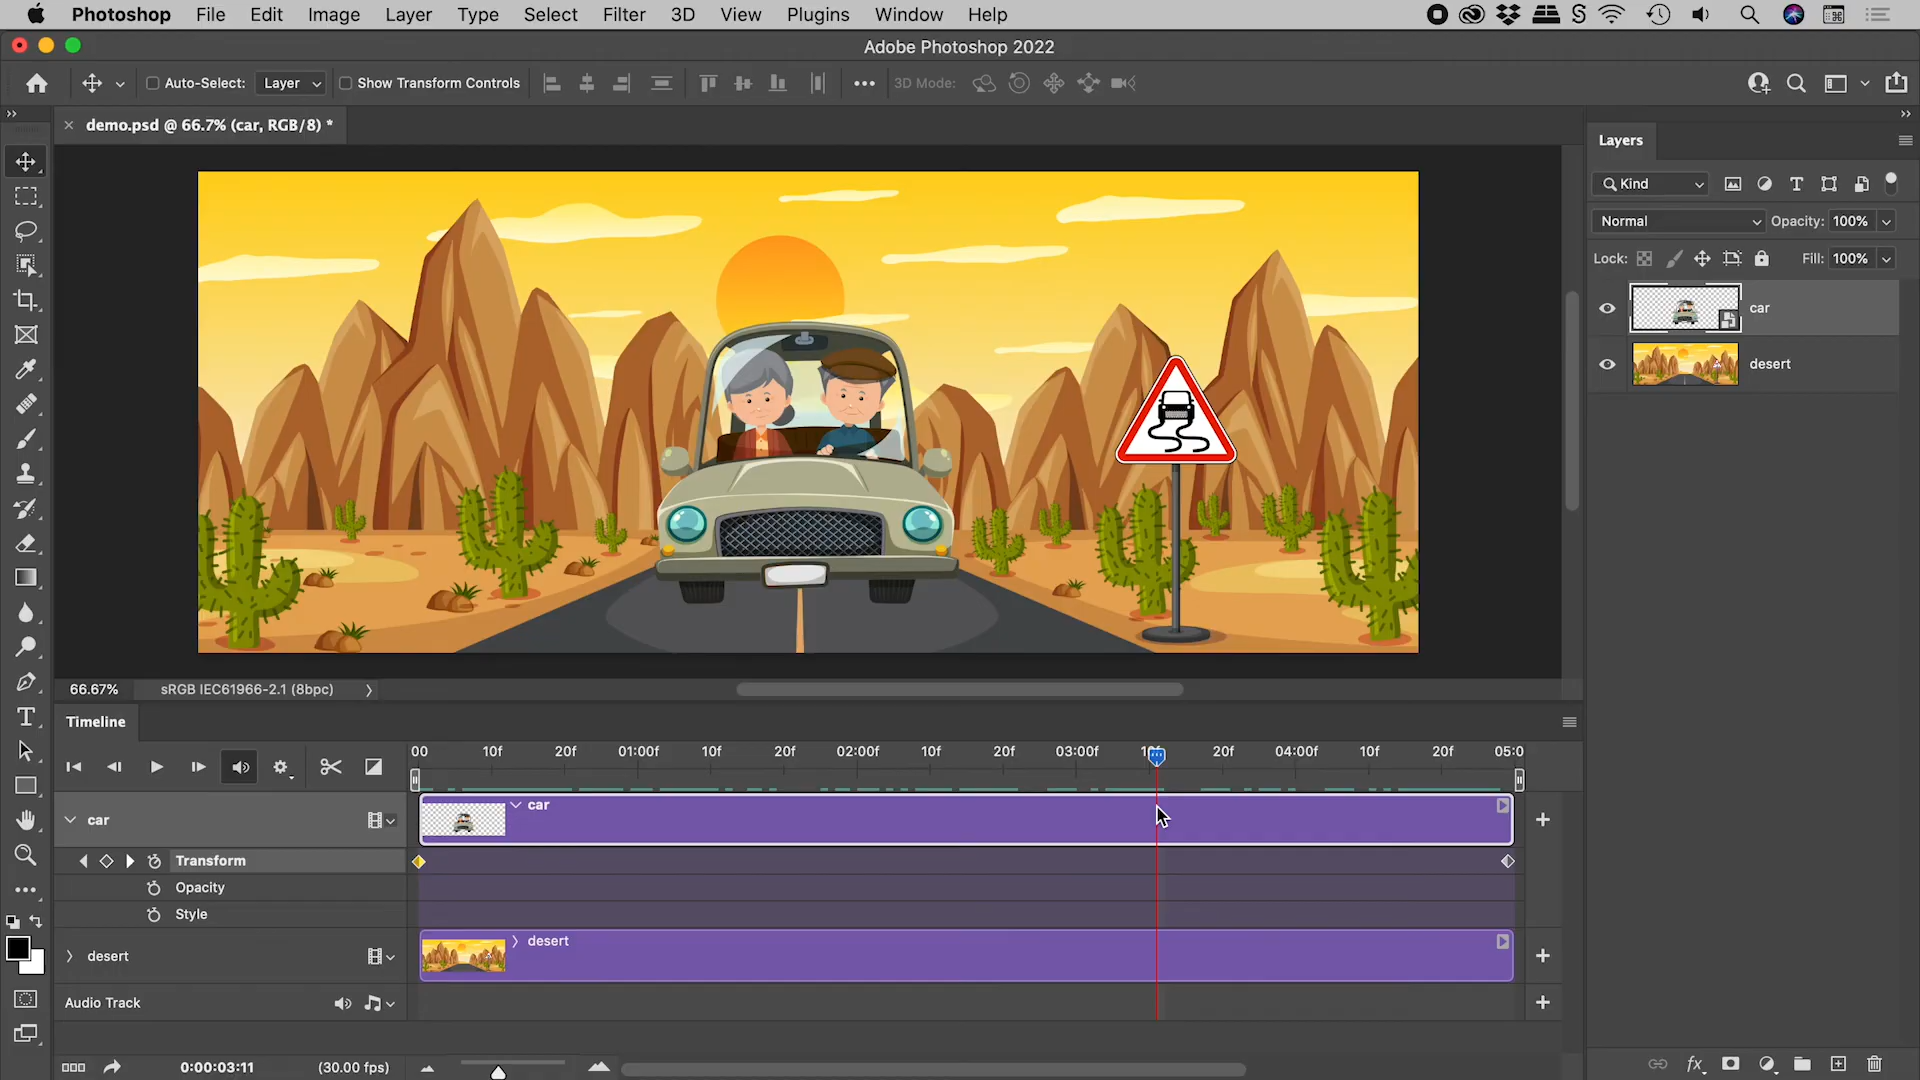 Photoshop File Edit Image Layer Type Select Filter 3D View Plugins Window Help
Adobe Photoshop 2022
Auto-Select: Layer Show Transform Controls 3D Mode:
demo.psd @ 66.7% (car, RGB/8) *
Layers
Kind
Normal Opacity: 100%
Lock: Fill: 100%
car
desert
66.67% sRGB IEC61966-2.1 (8bpc)
Timeline
00 10f 20f 01:00f 10f 20f 02:00f 10f 20f 03:00f 10f 20f 04:00f 10f 20f 05:0
car car
Transform
Opacity
Style
desert desert
Audio Track
0:00:03:11 (30.00 fps)